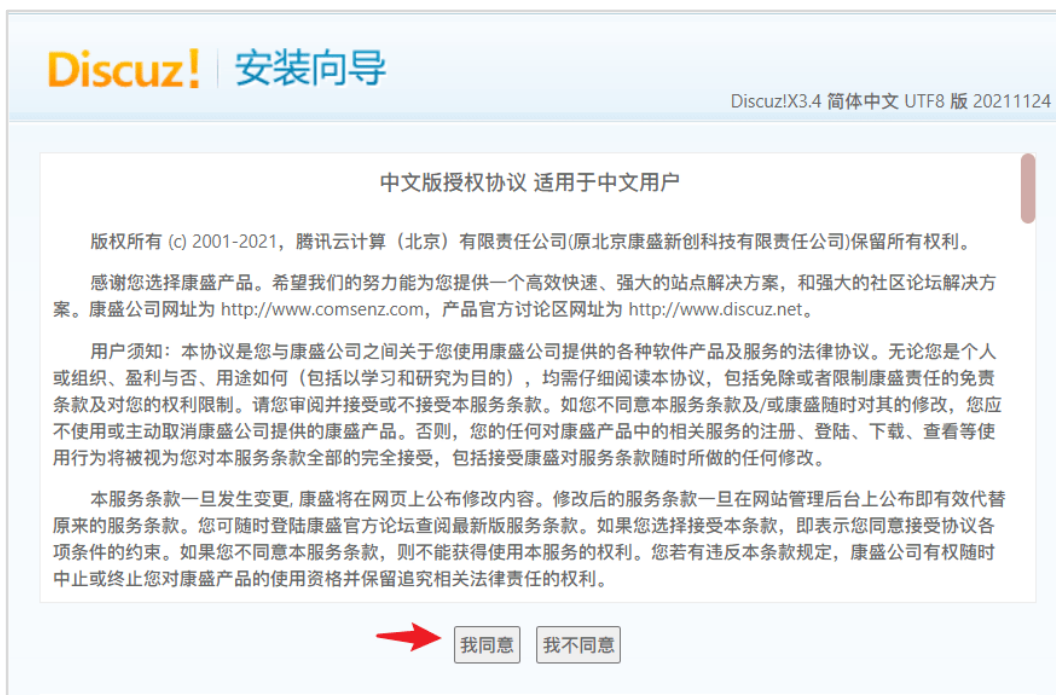 Discuz! 安装向导
Discuz!X3.4 简体中文 UTF8 版 20211124
中文版授权协议 适用于中文用户
版权所有 (c) 2001-2021，腾讯云计算（北京）有限责任公司(原北京康盛新创科技有限责任公司)保留所有权利。
感谢您选择康盛产品。希望我们的努力能为您提供一个高效快速、强大的站点解决方案，和强大的社区论坛解决方
案。康盛公司网址为 http://www.comsenz.com，产品官方讨论区网址为 http://www.discuz.net。
用户须知：本协议是您与康盛公司之间关于您使用康盛公司提供的各种软件产品及服务的法律协议。无论您是个人
或组织、盈利与否、用途如何（包括以学习和研究为目的），均需仔细阅读本协议，包括免除或者限制康盛责任的免责
条款及对您的权利限制。请您审阅并接受或不接受本服务条款。如您不同意本服务条款及/或康盛随时对其的修改，您应
不使用或主动取消康盛公司提供的康盛产品。否则，您的任何对康盛产品中的相关服务的注册、登陆、下载、查看等使
用行为将被视为您对本服务条款全部的完全接受，包括接受康盛对服务条款随时所做的任何修改。
本服务条款一旦发生变更, 康盛将在网页上公布修改内容。修改后的服务条款一旦在网站管理后台上公布即有效代替
原来的服务条款。您可随时登陆康盛官方论坛查阅最新版服务条款。如果您选择接受本条款，即表示您同意接受协议各
项条件的约束。如果您不同意本服务条款，则不能获得使用本服务的权利。您若有违反本条款规定，康盛公司有权随时
中止或终止您对康盛产品的使用资格并保留追究相关法律责任的权利。
我同意 我不同意